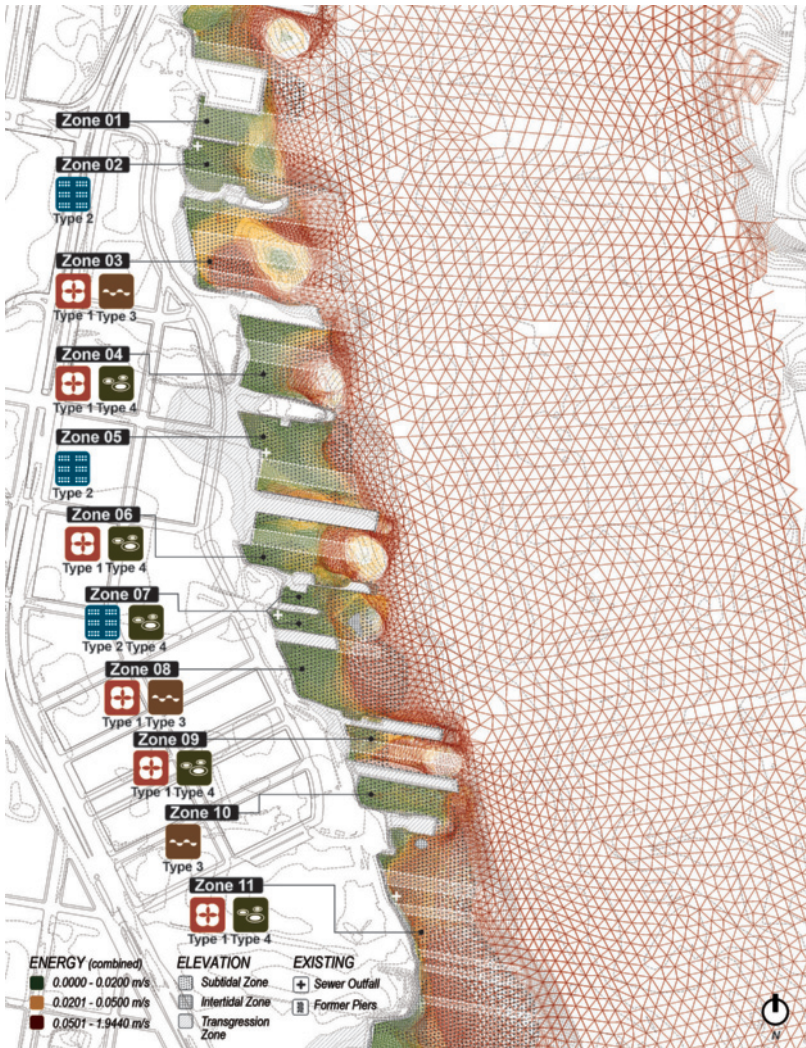 Zone 01
Zone 02
Type 2
Zone 03
Type 1 Type 3
Zone 04
Type 1 Type 4
Zone 05
Type 2
Zone 06
Type 1 Type 4
Zone 07
Type 2 Type 4
Zone 08
Type 1 Type 3
Zone 09
Type 1 Type 4
Zone 10
Type 3
Zone 11
Type 1 Type 4
ENERGY (combined)
0.0000 - 0.0200 m/s
0.0201 - 0.0500 m/s
0.0501 - 1.9440 m/s
ELEVATION
Subtidal Zone
Intertidal Zone
Transgression
Zone
EXISTING
Sewer Outfall
Former Piers
N